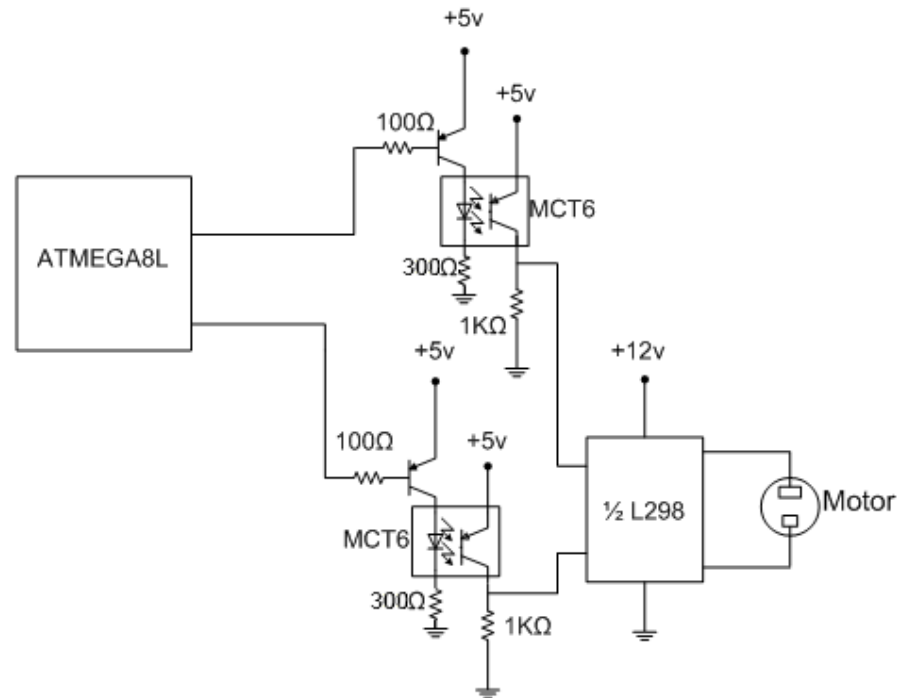 +5v
+5v
100Ω
MCT6
ATMEGA8L
300Ω
1KΩ
+5v
+12v
100Ω
+5v
½ L298
Motor
MCT6
300Ω
1KΩ